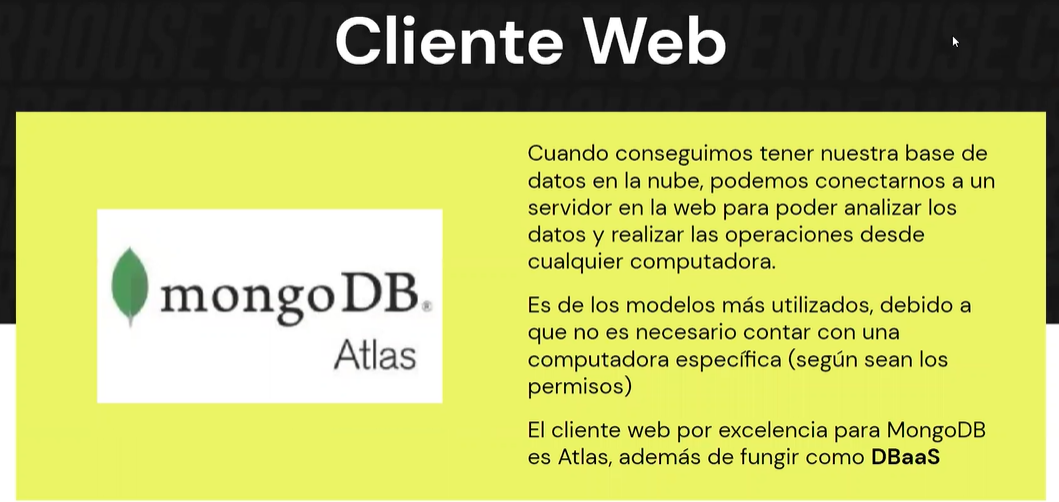 Cliente Web
Cuando conseguimos tener nuestra base de
datos en la nube, podemos conectarnos a un
servidor en la web para poder analizar los
datos y realizar las operaciones desde
cualquier computadora.
Es de los modelos más utilizados, debido a
que no es necesario contar con una
computadora específica (según sean los
permisos)
El cliente web por excelencia para MongoDB
es Atlas, además de fungir como DBaaS
mongoDB®
Atlas